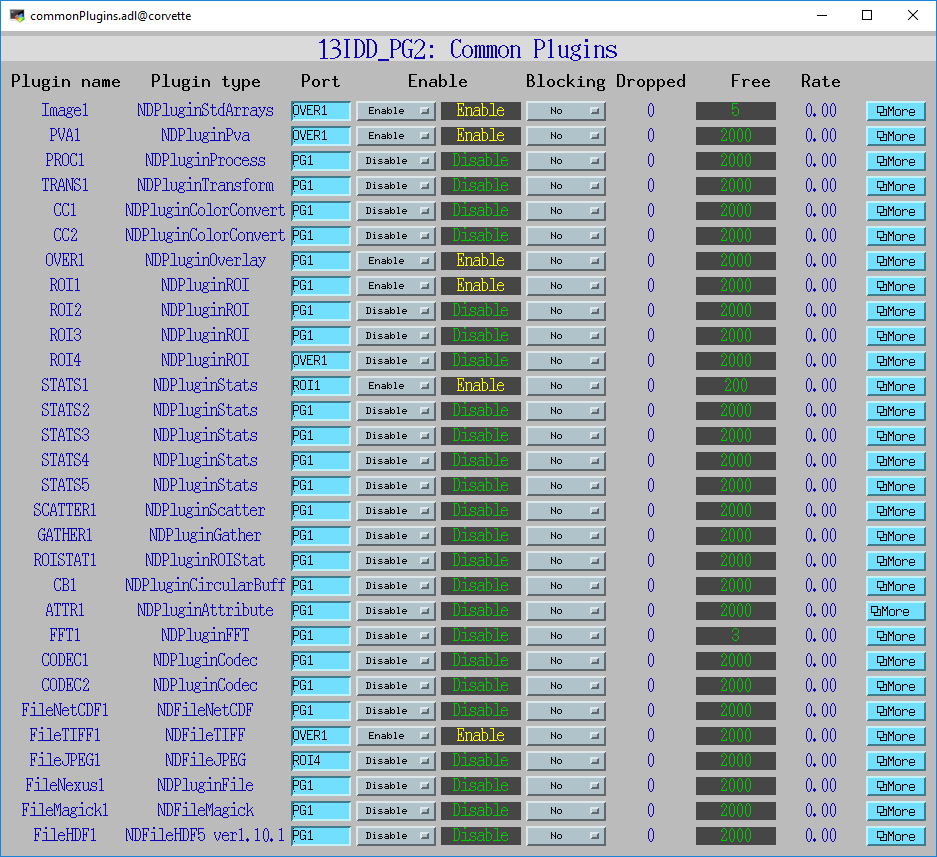 commonPlugins.adl@corvette
13IDD_PG2: Common Plugins
Plugin name Plugin type Port Enable Blocking Dropped Free Rate
Image1 NDPluginStdArrays OVER1 Enable Enable No 0 5 0.00 More
PVA1 NDPluginPva OVER1 Enable Enable No 0 2000 0.00 More
PROC1 NDPluginProcess PG1 Disable Disable No 0 2000 0.00 More
TRANS1 NDPluginTransform PG1 Disable Disable No 0 2000 0.00 More
CC1 NDPluginColorConvert PG1 Disable Disable No 0 2000 0.00 More
CC2 NDPluginColorConvert PG1 Disable Disable No 0 2000 0.00 More
OVER1 NDPluginOverlay PG1 Enable Enable No 0 2000 0.00 More
ROI1 NDPluginROI PG1 Enable Enable No 0 2000 0.00 More
ROI2 NDPluginROI PG1 Disable Disable No 0 2000 0.00 More
ROI3 NDPluginROI PG1 Disable Disable No 0 2000 0.00 More
ROI4 NDPluginROI OVER1 Disable Disable No 0 2000 0.00 More
STATS1 NDPluginStats ROI1 Enable Enable No 0 200 0.00 More
STATS2 NDPluginStats PG1 Disable Disable No 0 2000 0.00 More
STATS3 NDPluginStats PG1 Disable Disable No 0 2000 0.00 More
STATS4 NDPluginStats PG1 Disable Disable No 0 2000 0.00 More
STATS5 NDPluginStats PG1 Disable Disable No 0 2000 0.00 More
SCATTER1 NDPluginScatter PG1 Disable Disable No 0 2000 0.00 More
GATHER1 NDPluginGather PG1 Disable Disable No 0 2000 0.00 More
ROISTAT1 NDPluginROIStat PG1 Disable Disable No 0 2000 0.00 More
CB1 NDPluginCircularBuff PG1 Disable Disable No 0 2000 0.00 More
ATTR1 NDPluginAttribute PG1 Disable Disable No 0 2000 0.00 More
FFT1 NDPluginFFT PG1 Disable Disable No 0 3 0.00 More
CODEC1 NDPluginCodec PG1 Disable Disable No 0 2000 0.00 More
CODEC2 NDPluginCodec PG1 Disable Disable No 0 2000 0.00 More
FileNetCDF1 NDFileNetCDF PG1 Disable Disable No 0 2000 0.00 More
FileTIFF1 NDFileTIFF OVER1 Enable Enable No 0 2000 0.00 More
FileJPEG1 NDFileJPEG ROI4 Disable Disable No 0 2000 0.00 More
FileNexus1 NDPluginFile PG1 Disable Disable No 0 2000 0.00 More
FileMagick1 NDFileMagick PG1 Disable Disable No 0 2000 0.00 More
FileHDF1 NDFileHDF5 ver1.10.1 PG1 Disable Disable No 0 2000 0.00 More